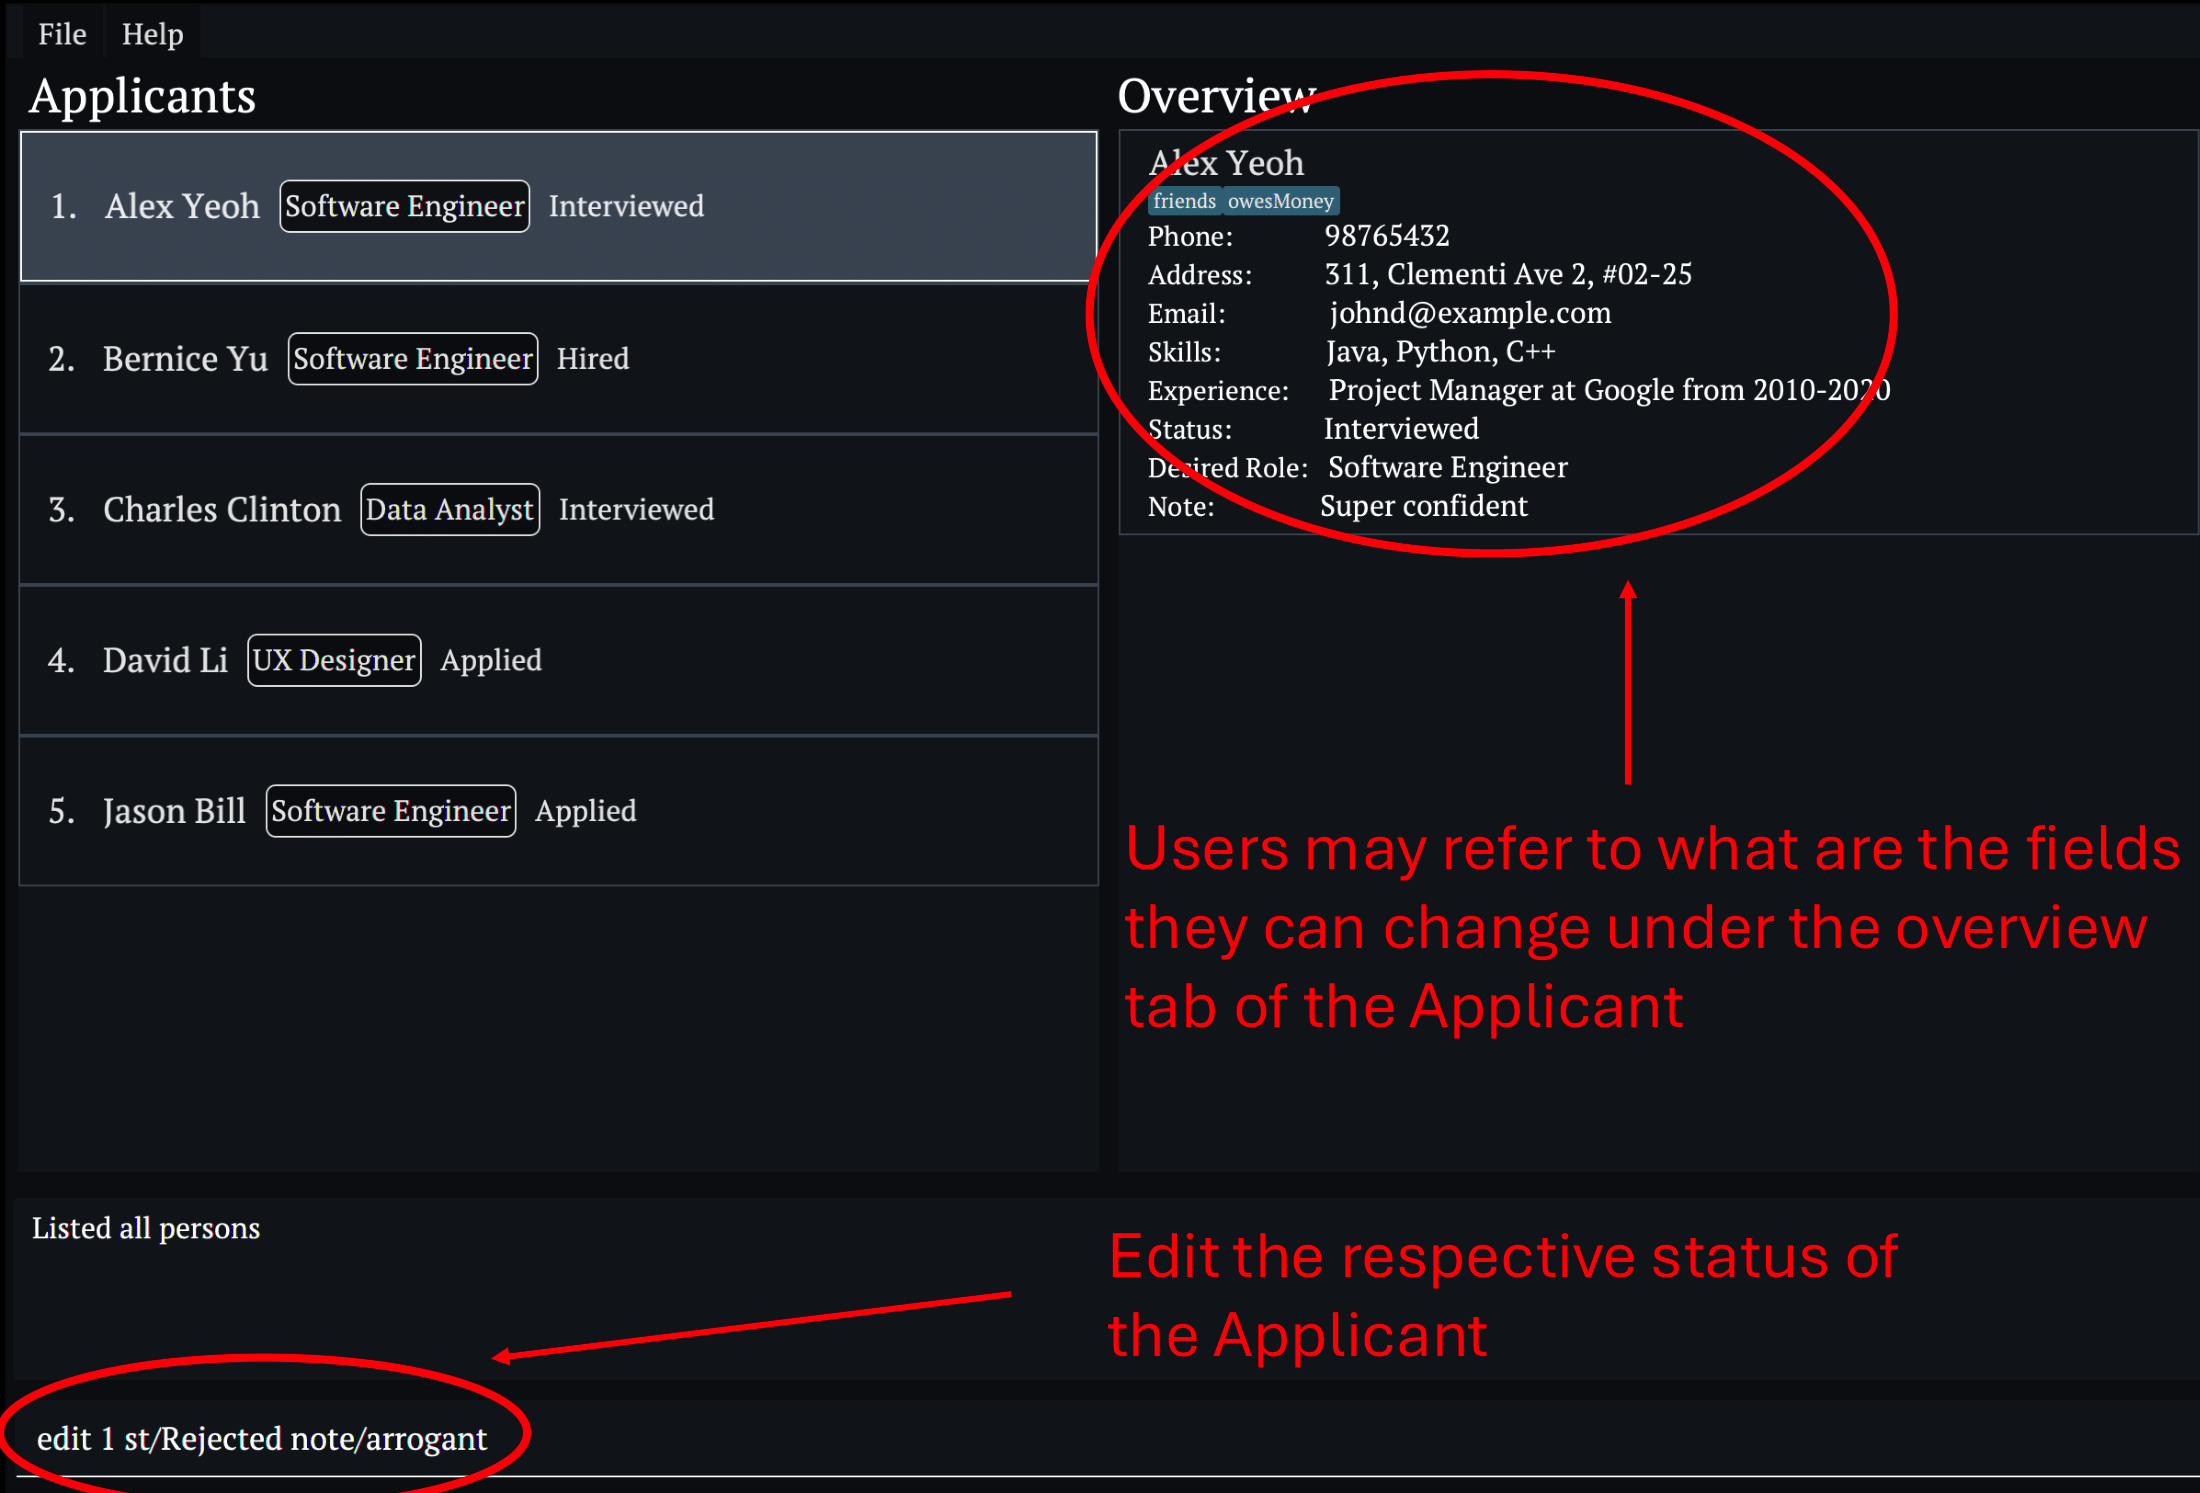 File Help
Applicants
1. Alex Yeoh Software Engineer Interviewed
2. Bernice Yu Software Engineer Hired
3. Charles Clinton Data Analyst Interviewed
4. David Li UX Designer Applied
5. Jason Bill Software Engineer Applied
Overview
Alex Yeoh
friends owesMoney
Phone: 98765432
Address: 311, Clementi Ave 2, #02-25
Email: johnd@example.com
Skills: Java, Python, C++
Experience: Project Manager at Google from 2010-2020
Status: Interviewed
Desired Role: Software Engineer
Note: Super confident
Users may refer to what are the fields
they can change under the overview
tab of the Applicant
Listed all persons
Edit the respective status of
the Applicant
edit 1 st/Rejected note/arrogant